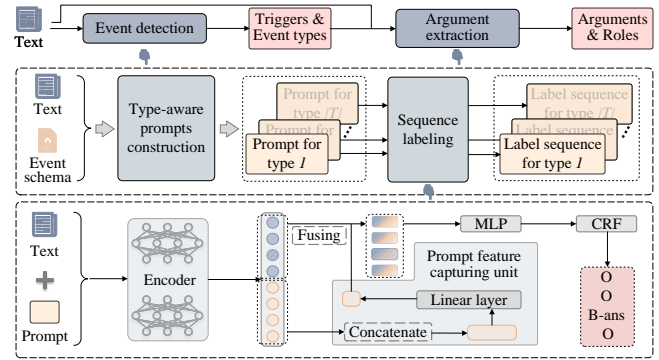 Text
Event detection
Triggers &
Event types
Argument
extraction
Arguments
& Roles
Text
Event
schema
Type-aware
prompts
construction
Prompt for
type |T|
Prompt for
Prompt for
type 1
Sequence
labeling
Label sequence
for type |T|
Label sequence
Label sequence
for type 1
Text
Prompt
Encoder
Fusing
MLP
CRF
Prompt feature
capturing unit
Linear layer
Concatenate
O
O
B-ans
O